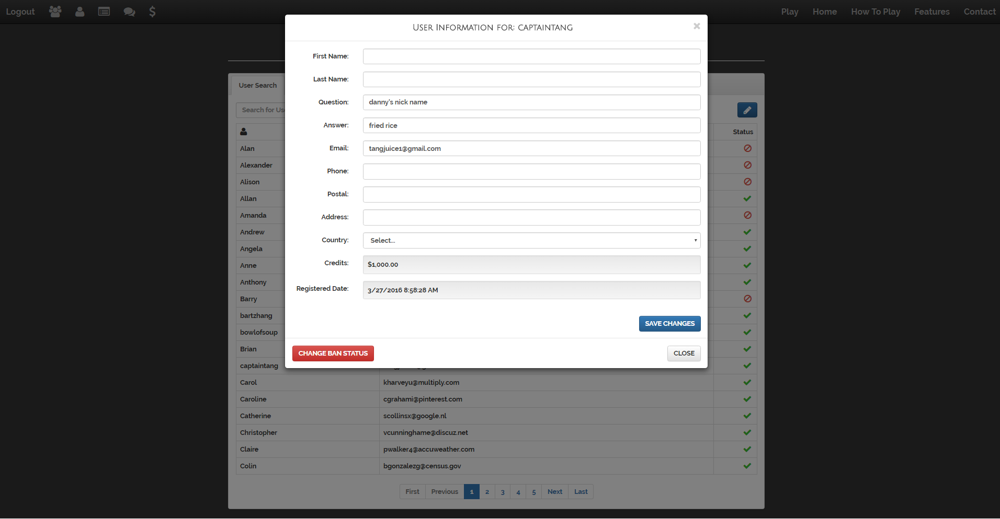 Logout
Play Home How To Play Features Contact
User Information for: captaintang
×
First Name:
Last Name:
Question: danny's nick name
Answer: fried rice
Email: tangjuice1@gmail.com
Phone:
Postal:
Address:
Country: Select...
Credits: $1,000.00
Registered Date: 3/27/2016 8:58:28 AM
SAVE CHANGES
CHANGE BAN STATUS CLOSE
User Search
Search for Us
Status
Alan
Alexander
Alison
Allan
Amanda
Andrew
Angela
Anne
Anthony
Barry
bartzhang
bowlofsoup
Brian
captaintang
Carol kharveyu@multiply.com
Caroline cgrahami@pinterest.com
Catherine scollinsx@google.nl
Christopher vcunninghame@discuz.net
Claire pwalker4@accuweather.com
Colin bgonzalezg@census.gov
First Previous 1 2 3 4 5 Next Last